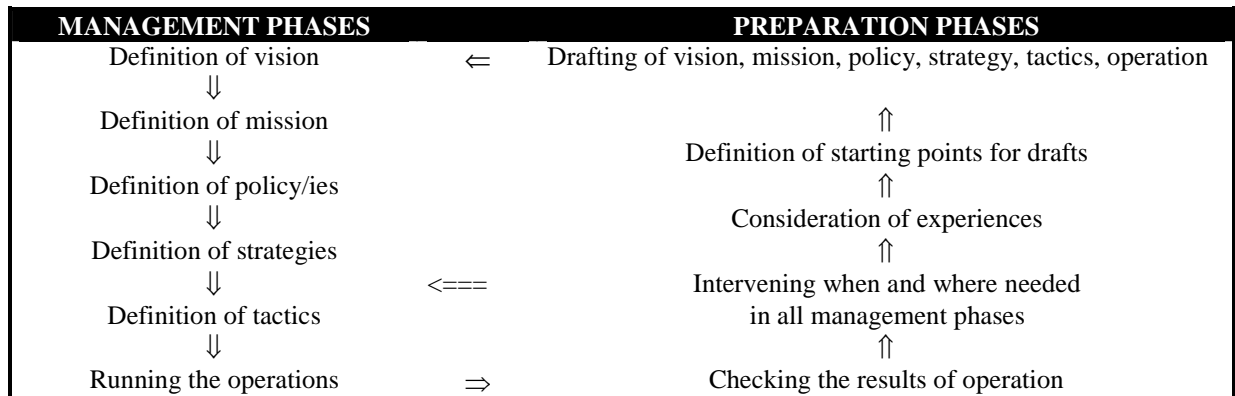 MANAGEMENT PHASES PREPARATION PHASES
Definition of vision ⇐ Drafting of vision, mission, policy, strategy, tactics, operation
⇓
Definition of mission ⇑
⇓ Definition of starting points for drafts
Definition of policy/ies ⇑
⇓ Consideration of experiences
Definition of strategies ⇑
⇓ <=== Intervening when and where needed
Definition of tactics in all management phases
⇓ ⇑
Running the operations ⇒ Checking the results of operation